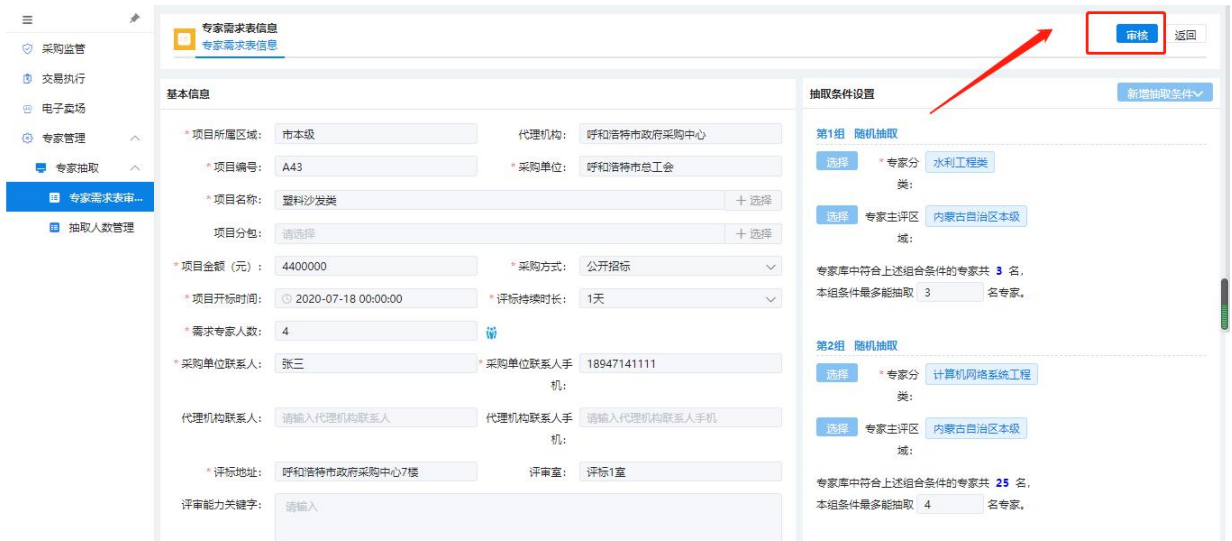 采购监管
交易执行
电子卖场
专家管理
专家抽取
专家需求表审...
抽取人数管理
专家需求表信息
专家需求表信息
审核 返回
基本信息
* 项目所属区域: 市本级 代理机构: 呼和浩特市政府采购中心
* 项目编号: A43 * 采购单位: 呼和浩特市总工会
* 项目名称: 塑料沙发类 + 选择
项目分包: 请选择 + 选择
* 项目金额（元）: 4400000 * 采购方式: 公开招标
* 项目开标时间: 2020-07-18 00:00:00 * 评标持续时长: 1天
* 需求专家人数: 4
* 采购单位联系人: 张三 * 采购单位联系人手机: 18947141111
代理机构联系人: 请输入代理机构联系人 代理机构联系人手机: 请输入代理机构联系人手机
* 评标地址: 呼和浩特市政府采购中心7楼 评审室: 评标1室
评审能力关键字: 请输入
抽取条件设置 新增抽取条件
第1组 随机抽取
选择 * 专家分类: 水利工程类
选择 专家主评区域: 内蒙古自治区本级
专家库中符合上述组合条件的专家共 3 名,
本组条件最多能抽取 3 名专家。
第2组 随机抽取
选择 * 专家分类: 计算机网络系统工程
选择 专家主评区域: 内蒙古自治区本级
专家库中符合上述组合条件的专家共 25 名,
本组条件最多能抽取 4 名专家。